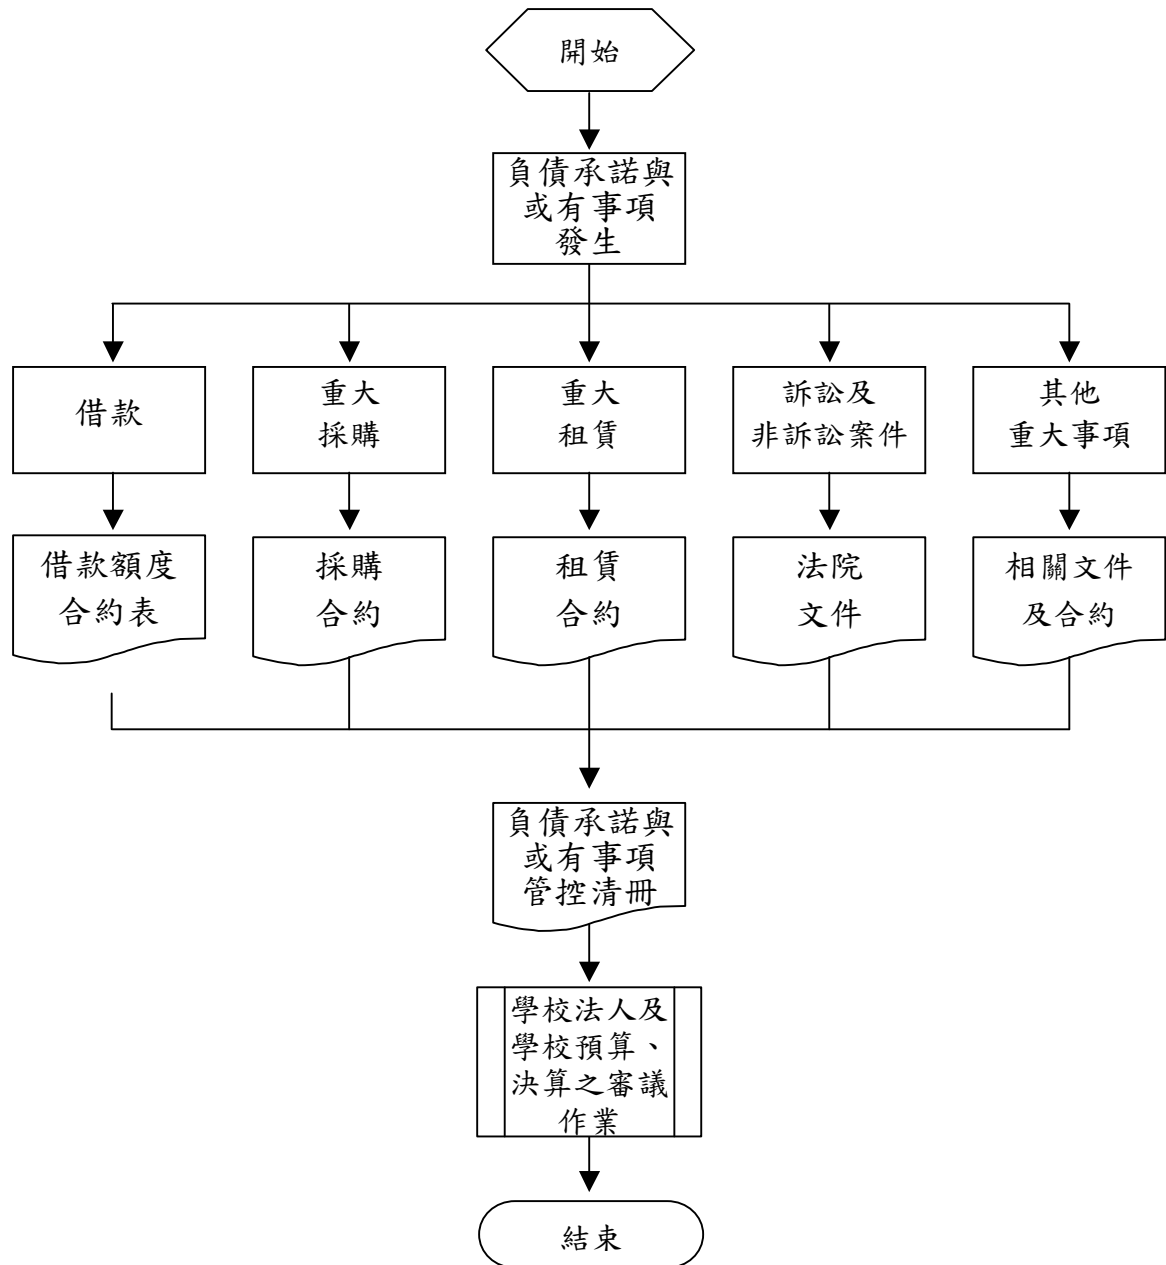 開始
負債承諾與
或有事項
發生
借款
重大
採購
重大
租賃
訴訟及
非訴訟案件
其他
重大事項
借款額度
合約表
採購
合約
租賃
合約
法院
文件
相關文件
及合約
負債承諾與
或有事項
管控清冊
學校法人及
學校預算、
決算之審議
作業
結束